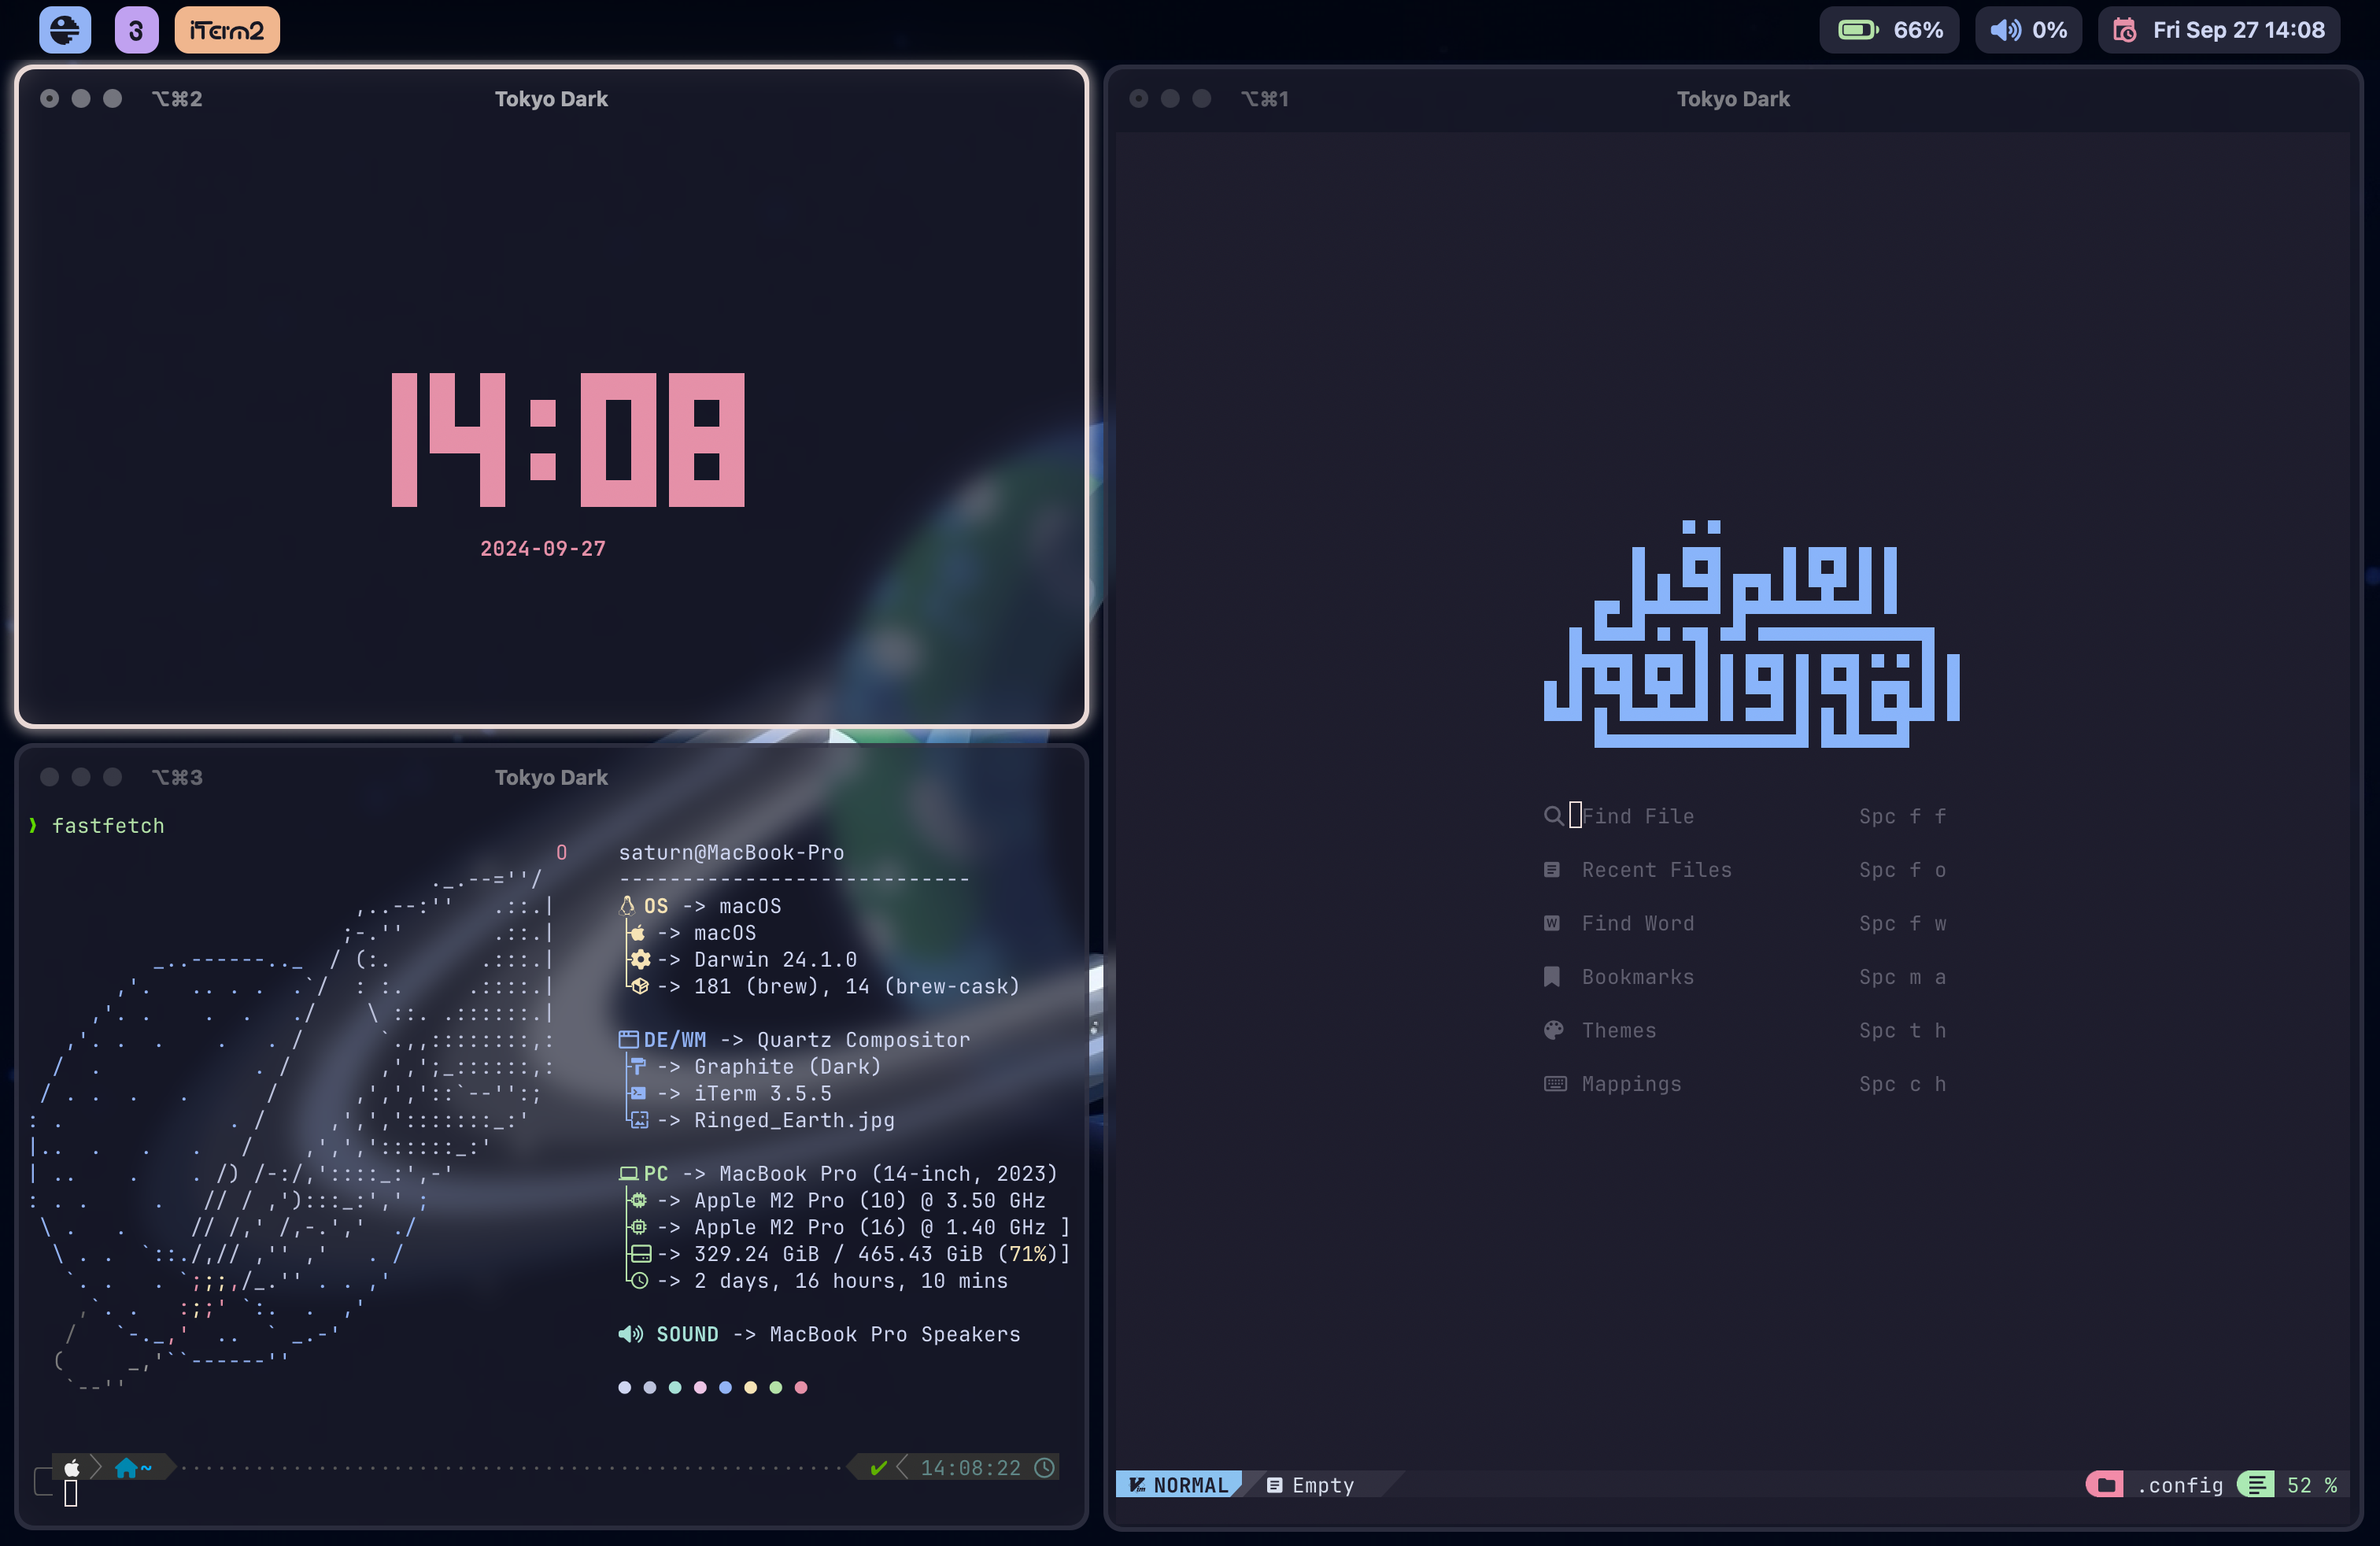 3
iTerm2
66%
0%
Fri Sep 27 14:08
⌥⌘2
Tokyo Dark
14:08
2024-09-27
⌥⌘3
Tokyo Dark
❯ fastfetch
saturn@MacBook-Pro
----------------------------
OS -> macOS
-> macOS
-> Darwin 24.1.0
-> 181 (brew), 14 (brew-cask)
DE/WM -> Quartz Compositor
-> Graphite (Dark)
-> iTerm 3.5.5
-> Ringed_Earth.jpg
PC -> MacBook Pro (14-inch, 2023)
-> Apple M2 Pro (10) @ 3.50 GHz
-> Apple M2 Pro (16) @ 1.40 GHz ]
-> 329.24 GiB / 465.43 GiB (71%)]
-> 2 days, 16 hours, 10 mins
SOUND -> MacBook Pro Speakers
~
✔ 14:08:22
⌥⌘1
Tokyo Dark
العلم قبل
القول والعمل
Find File Spc f f
Recent Files Spc f o
Find Word Spc f w
Bookmarks Spc m a
Themes Spc t h
Mappings Spc c h
NORMAL Empty .config 52 %